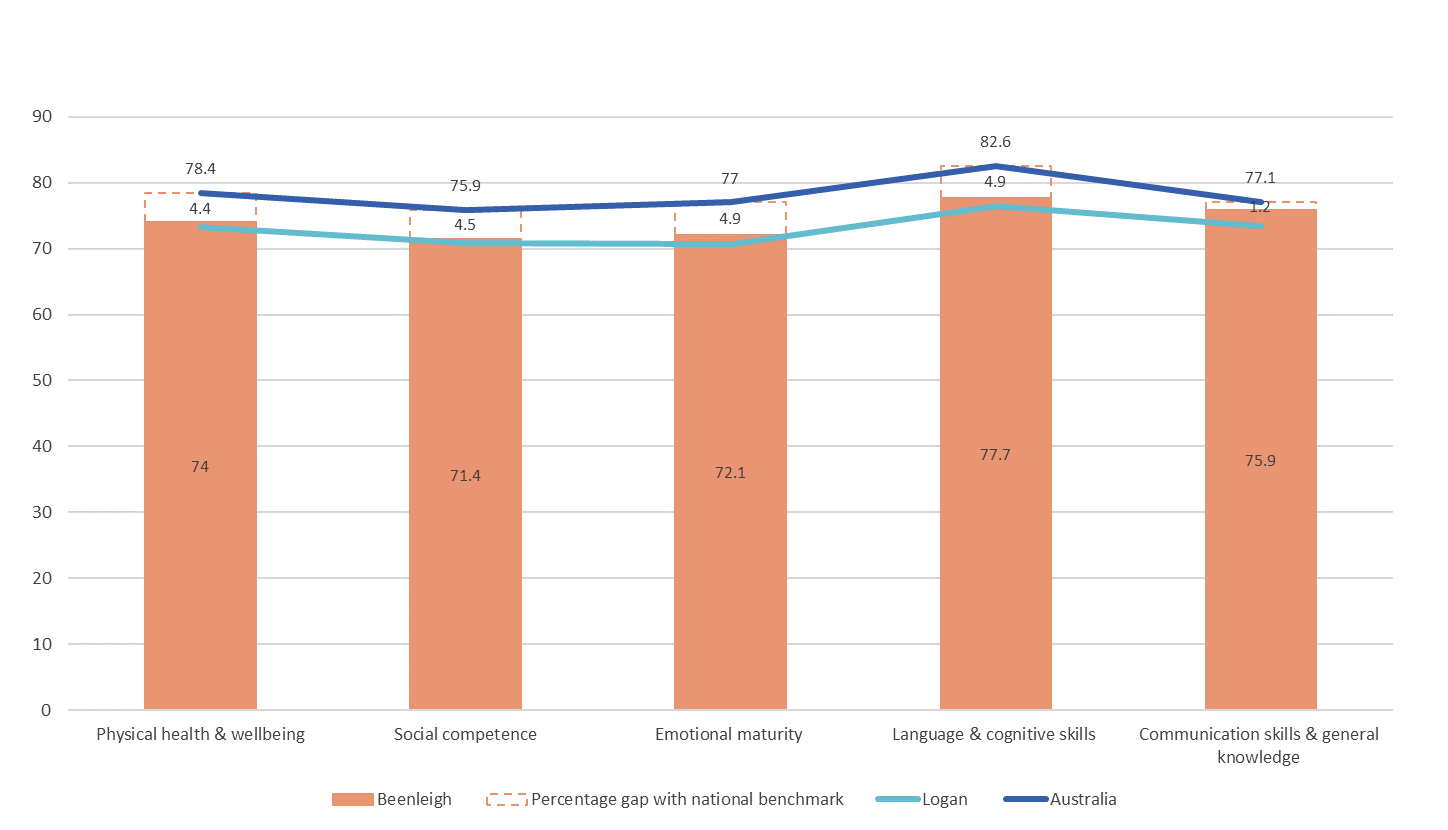 90
80
70
60
50
40
30
20
10
0
78.4
75.9
77
82.6
77.1
4.4
4.5
4.9
4.9
1.2
74
71.4
72.1
77.7
75.9
Physical health & wellbeing
Social competence
Emotional maturity
Language & cognitive skills
Communication skills & general
knowledge
Beenleigh
Percentage gap with national benchmark
Logan
Australia